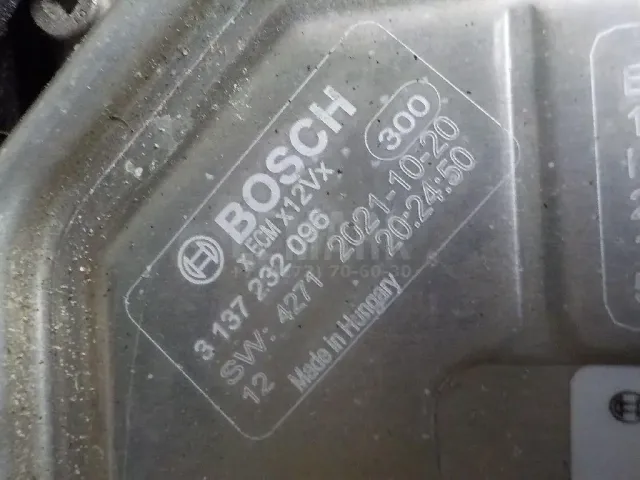 BOSCH
x ECM x12Vx
300
3 137 232 096
SW: 4271 2021-10-20
12 20:24:50
Made in Hungary